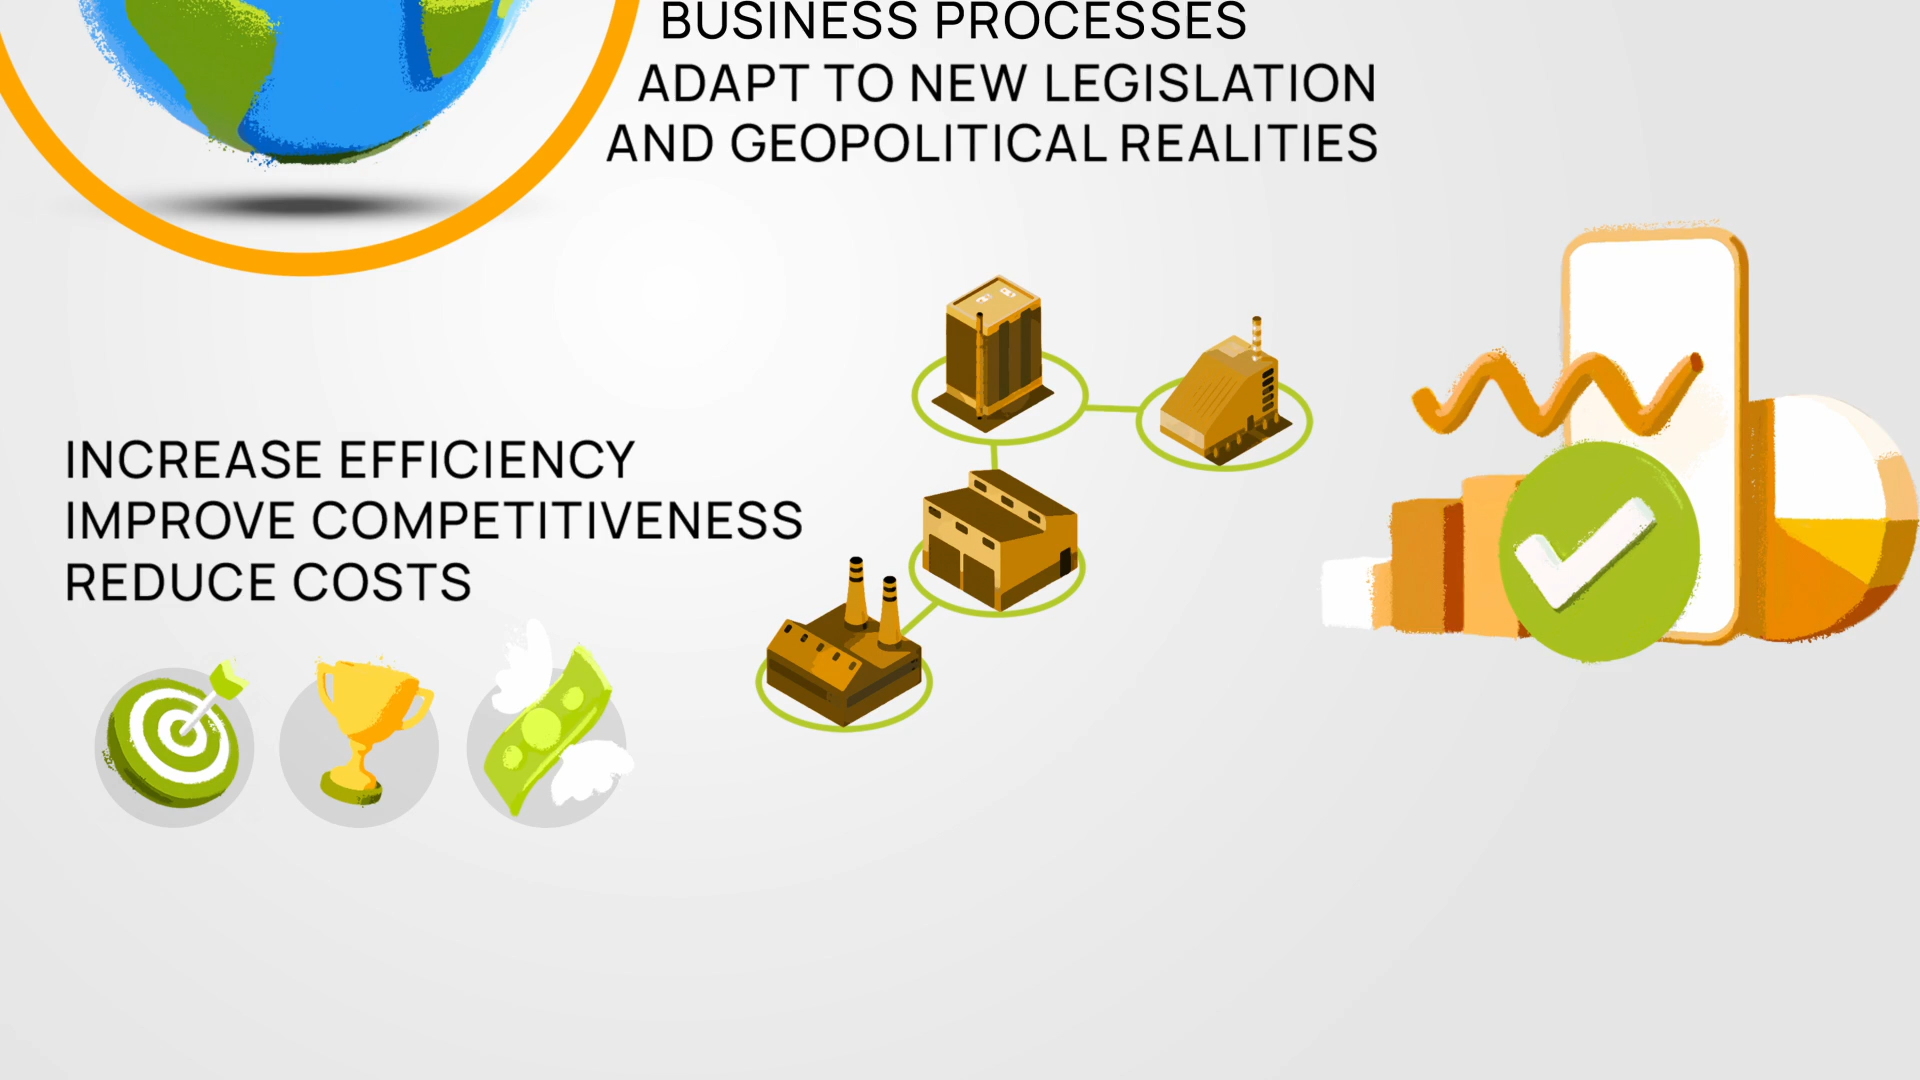 BUSINESS PROCESSES
ADAPT TO NEW LEGISLATION
AND GEOPOLITICAL REALITIES
INCREASE EFFICIENCY
IMPROVE COMPETITIVENESS
REDUCE COSTS